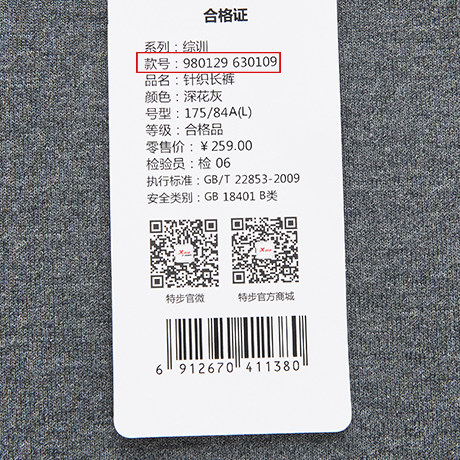 合格证
系列：综训
款号：980129 630109
品名：针织长裤
颜色：深花灰
号型：175/84A(L)
等级：合格品
零售价：￥259.00
检验员：检 06
执行标准：GB/T 22853-2009
安全类别：GB 18401 B类
特步官微 特步官方商城
6 912670 411380